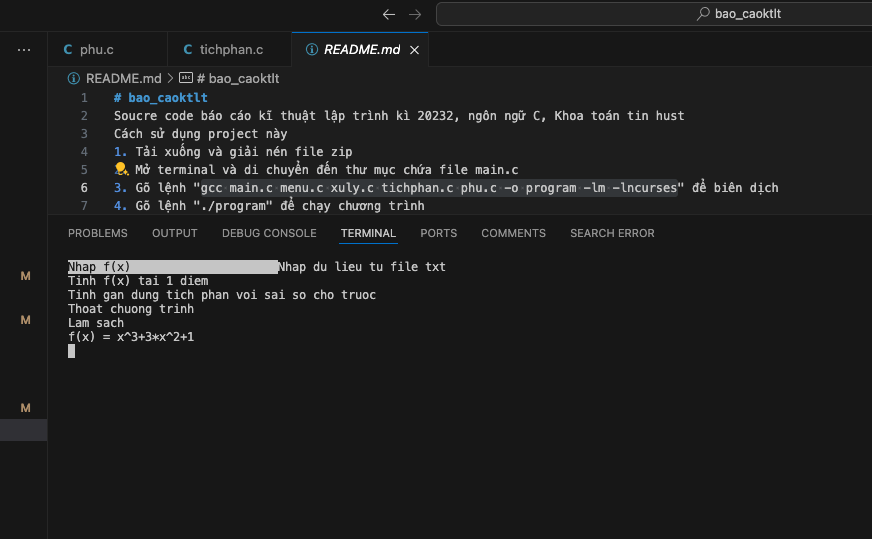 bao_caoktlt
phu.c
tichphan.c
README.md
README.md > # bao_caoktlt
1 # bao_caoktlt
2 Soucre code báo cáo kĩ thuật lập trình kì 20232, ngôn ngữ C, Khoa toán tin hust
3 Cách sử dụng project này
4 1. Tải xuống và giải nén file zip
5 Mở terminal và di chuyển đến thư mục chứa file main.c
6 3. Gõ lệnh "gcc main.c menu.c xuly.c tichphan.c phu.c -o program -lm -lncurses" để biên dịch
7 4. Gõ lệnh "./program" để chạy chương trình
PROBLEMS OUTPUT DEBUG CONSOLE TERMINAL PORTS COMMENTS SEARCH ERROR
Nhap f(x) Nhap du lieu tu file txt
Tinh f(x) tai 1 diem
Tinh gan dung tich phan voi sai so cho truoc
Thoat chuong trinh
Lam sach
f(x) = x^3+3*x^2+1
M
M
M